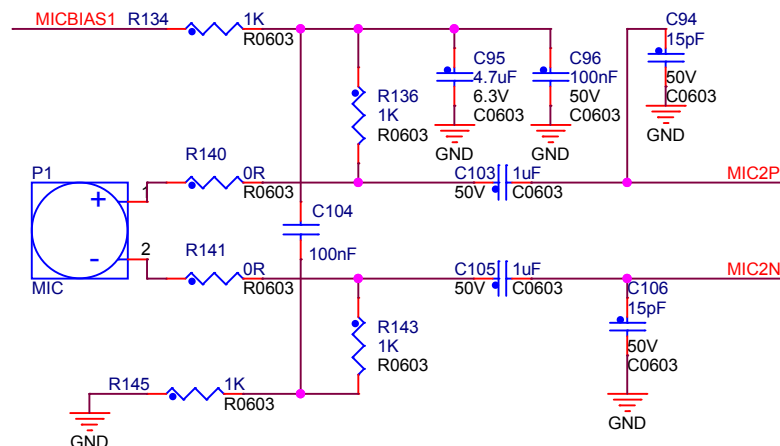 MICBIAS1
R134
1K
R0603
C94
15pF
50V
C0603
GND
C95
4.7uF
6.3V
C0603
GND
C96
100nF
50V
C0603
GND
R136
1K
R0603
P1
+
-
MIC
1
2
R140
0R
R0603
C103
50V
1uF
C0603
MIC2P
C104
100nF
R141
0R
R0603
C105
50V
1uF
C0603
MIC2N
C106
15pF
50V
C0603
GND
R143
1K
R0603
R145
1K
R0603
GND